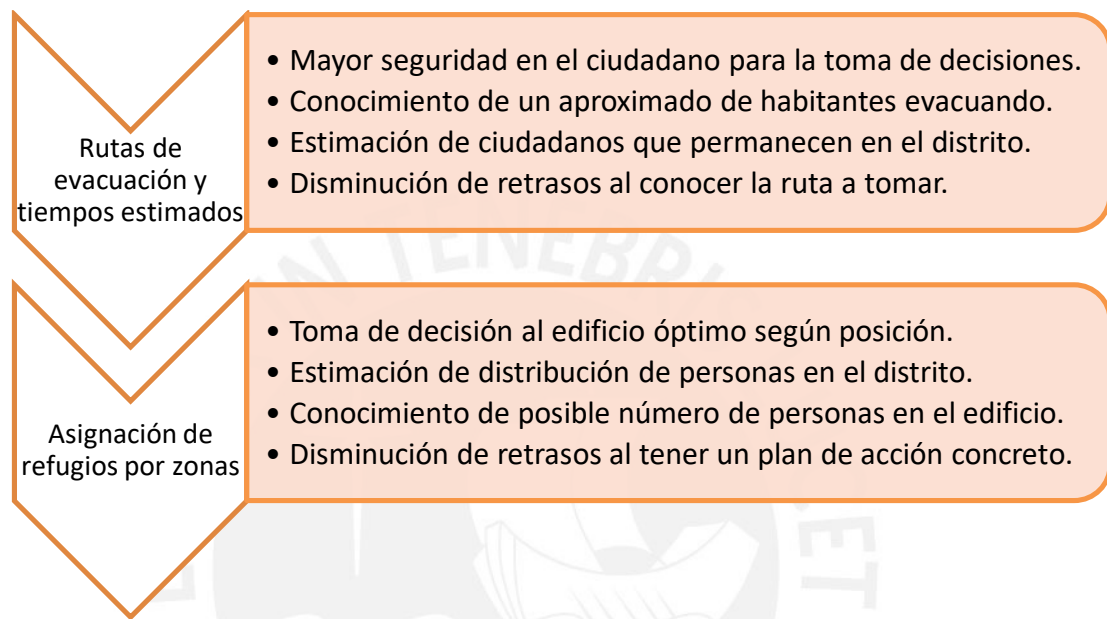 Rutas de
evacuación y
tiempos estimados
• Mayor seguridad en el ciudadano para la toma de decisiones.
• Conocimiento de un aproximado de habitantes evacuando.
• Estimación de ciudadanos que permanecen en el distrito.
• Disminución de retrasos al conocer la ruta a tomar.
Asignación de
refugios por zonas
• Toma de decisión al edificio óptimo según posición.
• Estimación de distribución de personas en el distrito.
• Conocimiento de posible número de personas en el edificio.
• Disminución de retrasos al tener un plan de acción concreto.
IN TENEBRIS